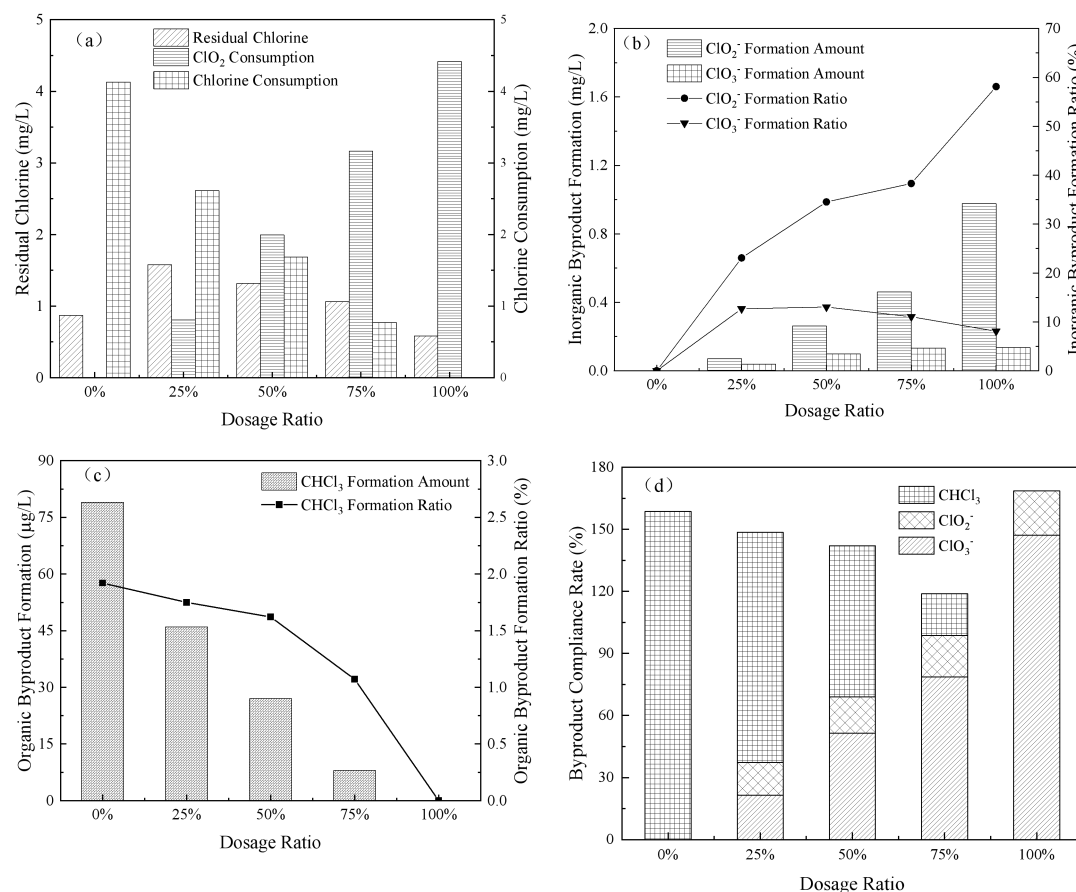 (a)
Residual Chlorine
ClO₂ Consumption
Chlorine Consumption
Residual Chlorine (mg/L)
5
4
3
2
1
0
Chlorine Consumption (mg/L)
5
4
3
2
1
0
0% 25% 50% 75% 100%
Dosage Ratio
(b)
ClO₂⁻ Formation Amount
ClO₃⁻ Formation Amount
ClO₂⁻ Formation Ratio
ClO₃⁻ Formation Ratio
Inorganic Byproduct Formation (mg/L)
2.0
1.6
1.2
0.8
0.4
0.0
Inorganic Byproduct Formation Ratio (%)
70
60
50
40
30
20
10
0
0% 25% 50% 75% 100%
Dosage Ratio
(c)
CHCl₃ Formation Amount
CHCl₃ Formation Ratio
Organic Byproduct Formation (μg/L)
90
75
60
45
30
15
0
Organic Byproduct Formation Ratio (%)
3.0
2.5
2.0
1.5
1.0
0.5
0.0
0% 25% 50% 75% 100%
Dosage Ratio
(d)
CHCl₃
ClO₂⁻
ClO₃⁻
Byproduct Compliance Rate (%)
180
150
120
90
60
30
0
0% 25% 50% 75% 100%
Dosage Ratio